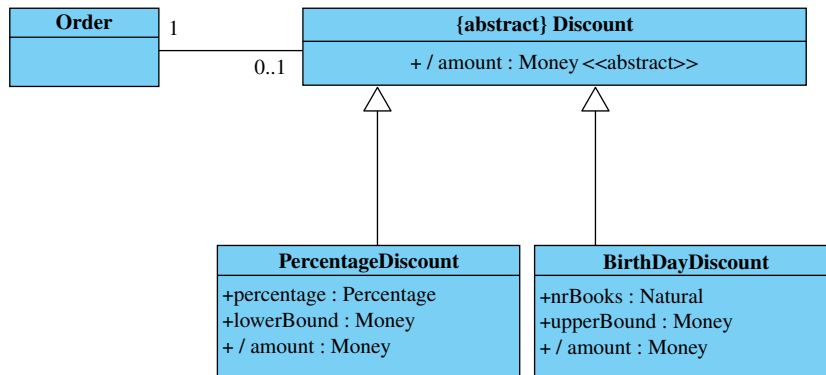 Order
1
0..1
{abstract} Discount
+ / amount : Money <<abstract>>
PercentageDiscount
+percentage : Percentage
+lowerBound : Money
+ / amount : Money
BirthDayDiscount
+nrBooks : Natural
+upperBound : Money
+ / amount : Money